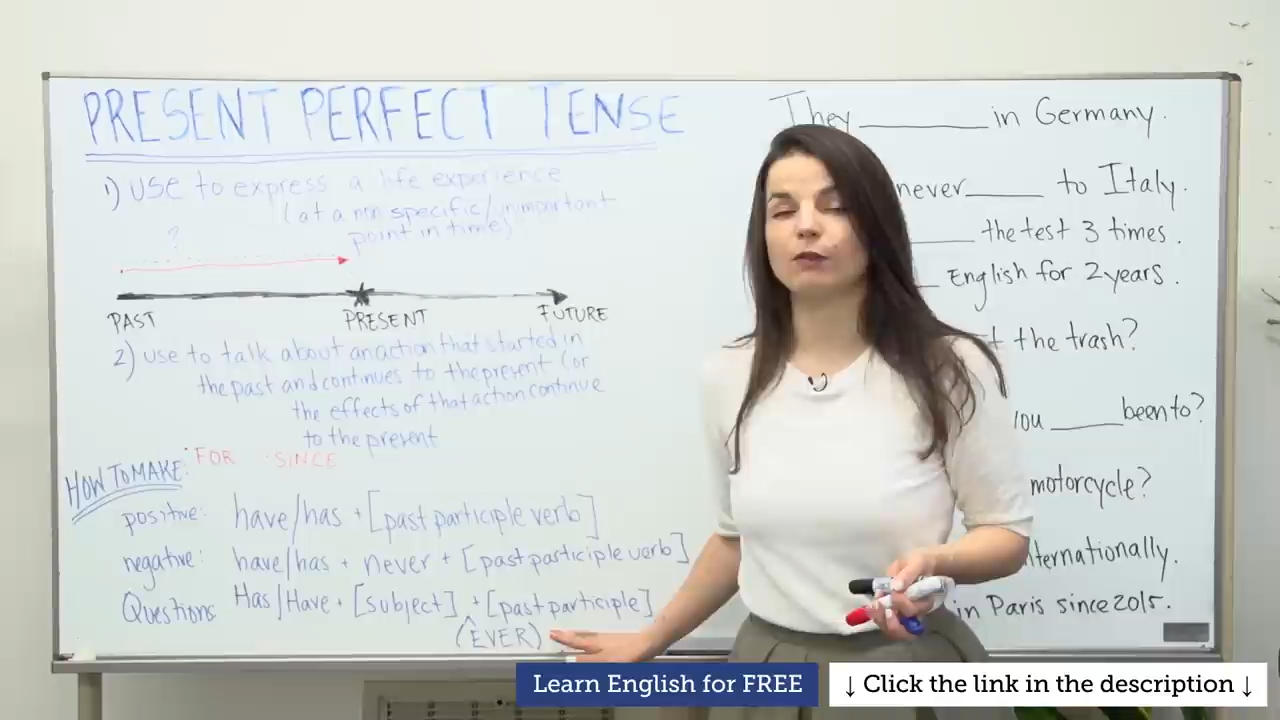 PRESENT PERFECT TENSE
1) USE to express a life experience
(at a non specific/unimportant
point in time)
?
PAST
PRESENT
FUTURE
2) use to talk about an action that started in
the past and continues to the present (or
the effects of that action continue
to the present
FOR SINCE
HOW TO MAKE:
positive: have/has + [past participle verb]
negative: have/has + never + [past participle verb]
Questions Has/Have + [subject] + [past participle]
(EVER)
They ______ in Germany.
never ____ to Italy.
____ the test 3 times.
English for 2 years.
the trash?
you ____ been to?
motorcycle?
internationally.
in Paris since 2015.
Learn English for FREE
↓ Click the link in the description ↓